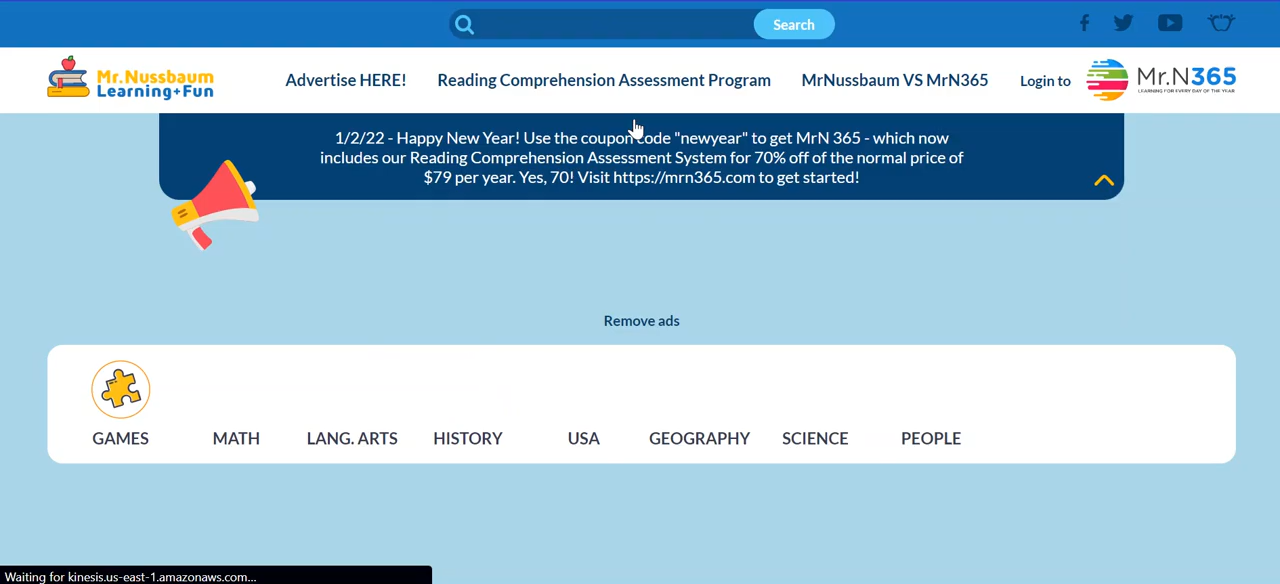 Search
Mr.Nussbaum
Learning+Fun
Advertise HERE!
Reading Comprehension Assessment Program
MrNussbaum VS MrN365
Login to
Mr.N365
LEARNING FOR EVERY DAY OF THE YEAR
1/2/22 - Happy New Year! Use the coupon code "newyear" to get MrN 365 - which now
includes our Reading Comprehension Assessment System for 70% off of the normal price of
$79 per year. Yes, 70! Visit https://mrn365.com to get started!
Remove ads
GAMES
MATH
LANG. ARTS
HISTORY
USA
GEOGRAPHY
SCIENCE
PEOPLE
Waiting for kinesis.us-east-1.amazonaws.com...